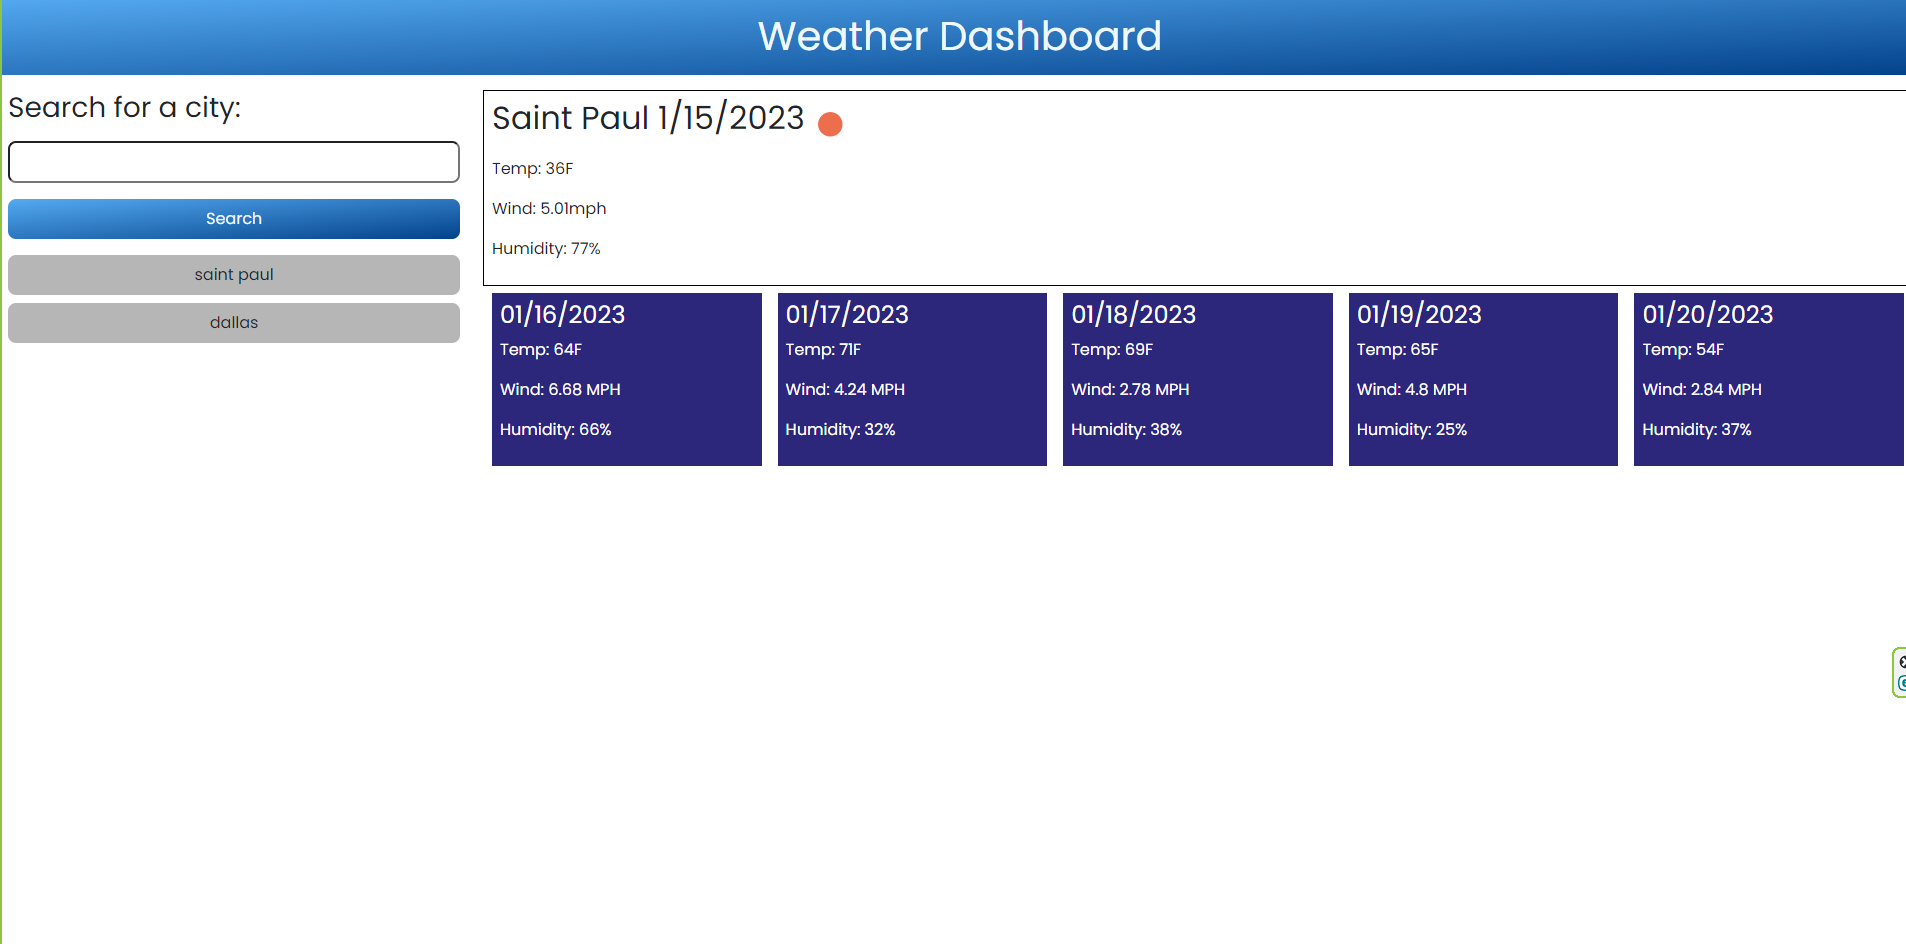 Weather Dashboard
Search for a city:
Search
saint paul
dallas
Saint Paul 1/15/2023
Temp: 36F
Wind: 5.01mph
Humidity: 77%
01/16/2023
Temp: 64F
Wind: 6.68 MPH
Humidity: 66%
01/17/2023
Temp: 71F
Wind: 4.24 MPH
Humidity: 32%
01/18/2023
Temp: 69F
Wind: 2.78 MPH
Humidity: 38%
01/19/2023
Temp: 65F
Wind: 4.8 MPH
Humidity: 25%
01/20/2023
Temp: 54F
Wind: 2.84 MPH
Humidity: 37%